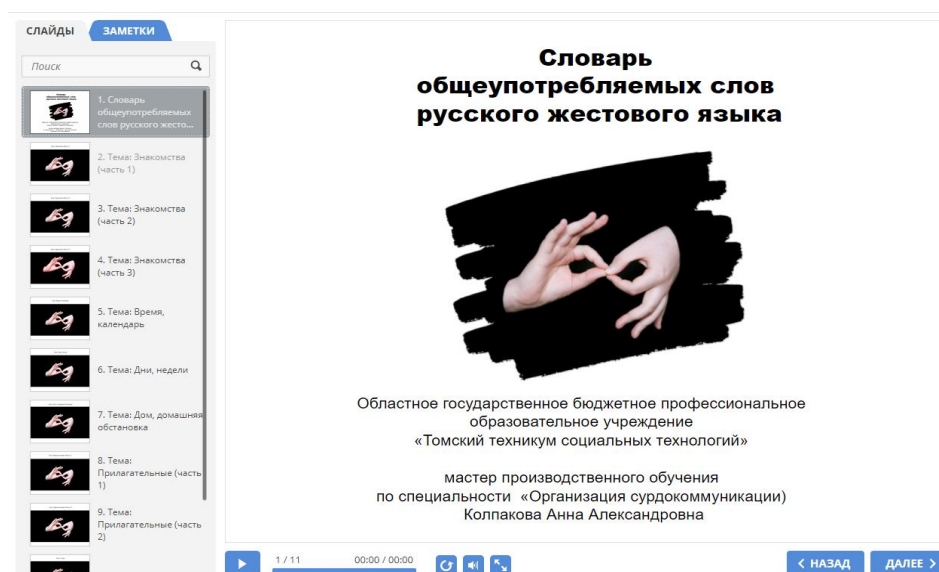 СЛАЙДЫ
ЗАМЕТКИ
Поиск
1. Словарь
общеупотребляемых
слов русского жесто...
2. Тема: Знакомства
(часть 1)
3. Тема: Знакомства
(часть 2)
4. Тема: Знакомства
(часть 3)
5. Тема: Время,
календарь
6. Тема: Дни, недели
7. Тема: Дом, домашняя
обстановка
8. Тема:
Прилагательные (часть
1)
9. Тема:
Прилагательные (часть
2)
Словарь
общеупотребляемых слов
русского жестового языка
Областное государственное бюджетное профессиональное
образовательное учреждение
«Томский техникум социальных технологий»
мастер производственного обучения
по специальности «Организация сурдокоммуникации)
Колпакова Анна Александровна
1 / 11
00:00 / 00:00
< НАЗАД
ДАЛЕЕ >